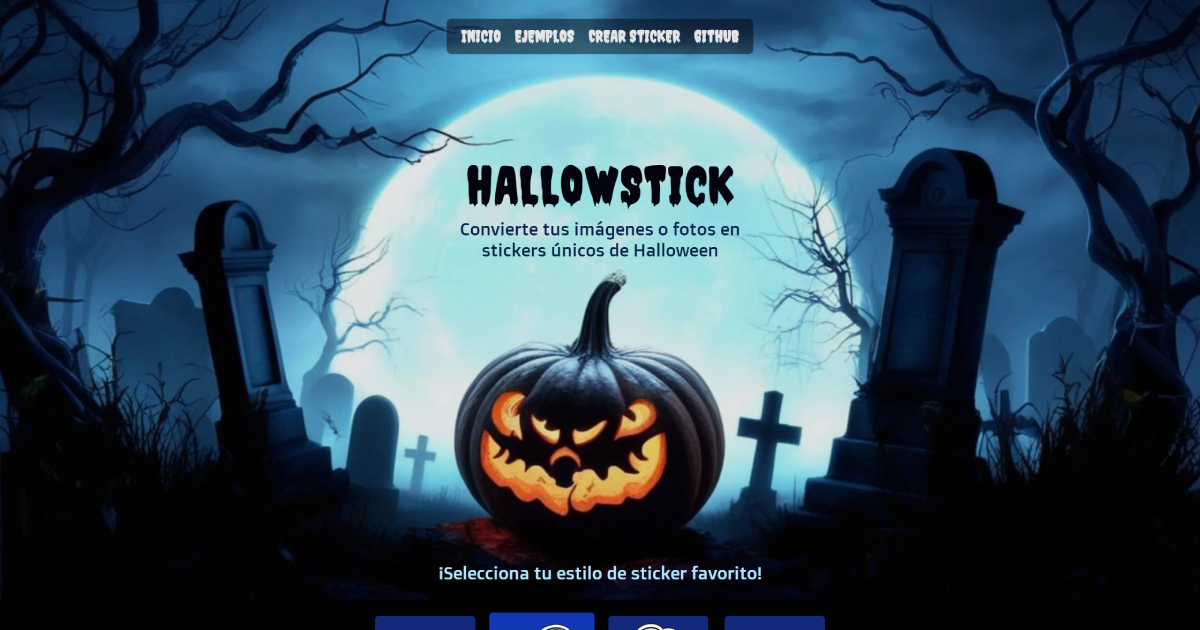 INICIO EJEMPLOS CREAR STICKER GITHUB
HALLOWSTICK
Convierte tus imágenes o fotos en
stickers únicos de Halloween
¡Selecciona tu estilo de sticker favorito!